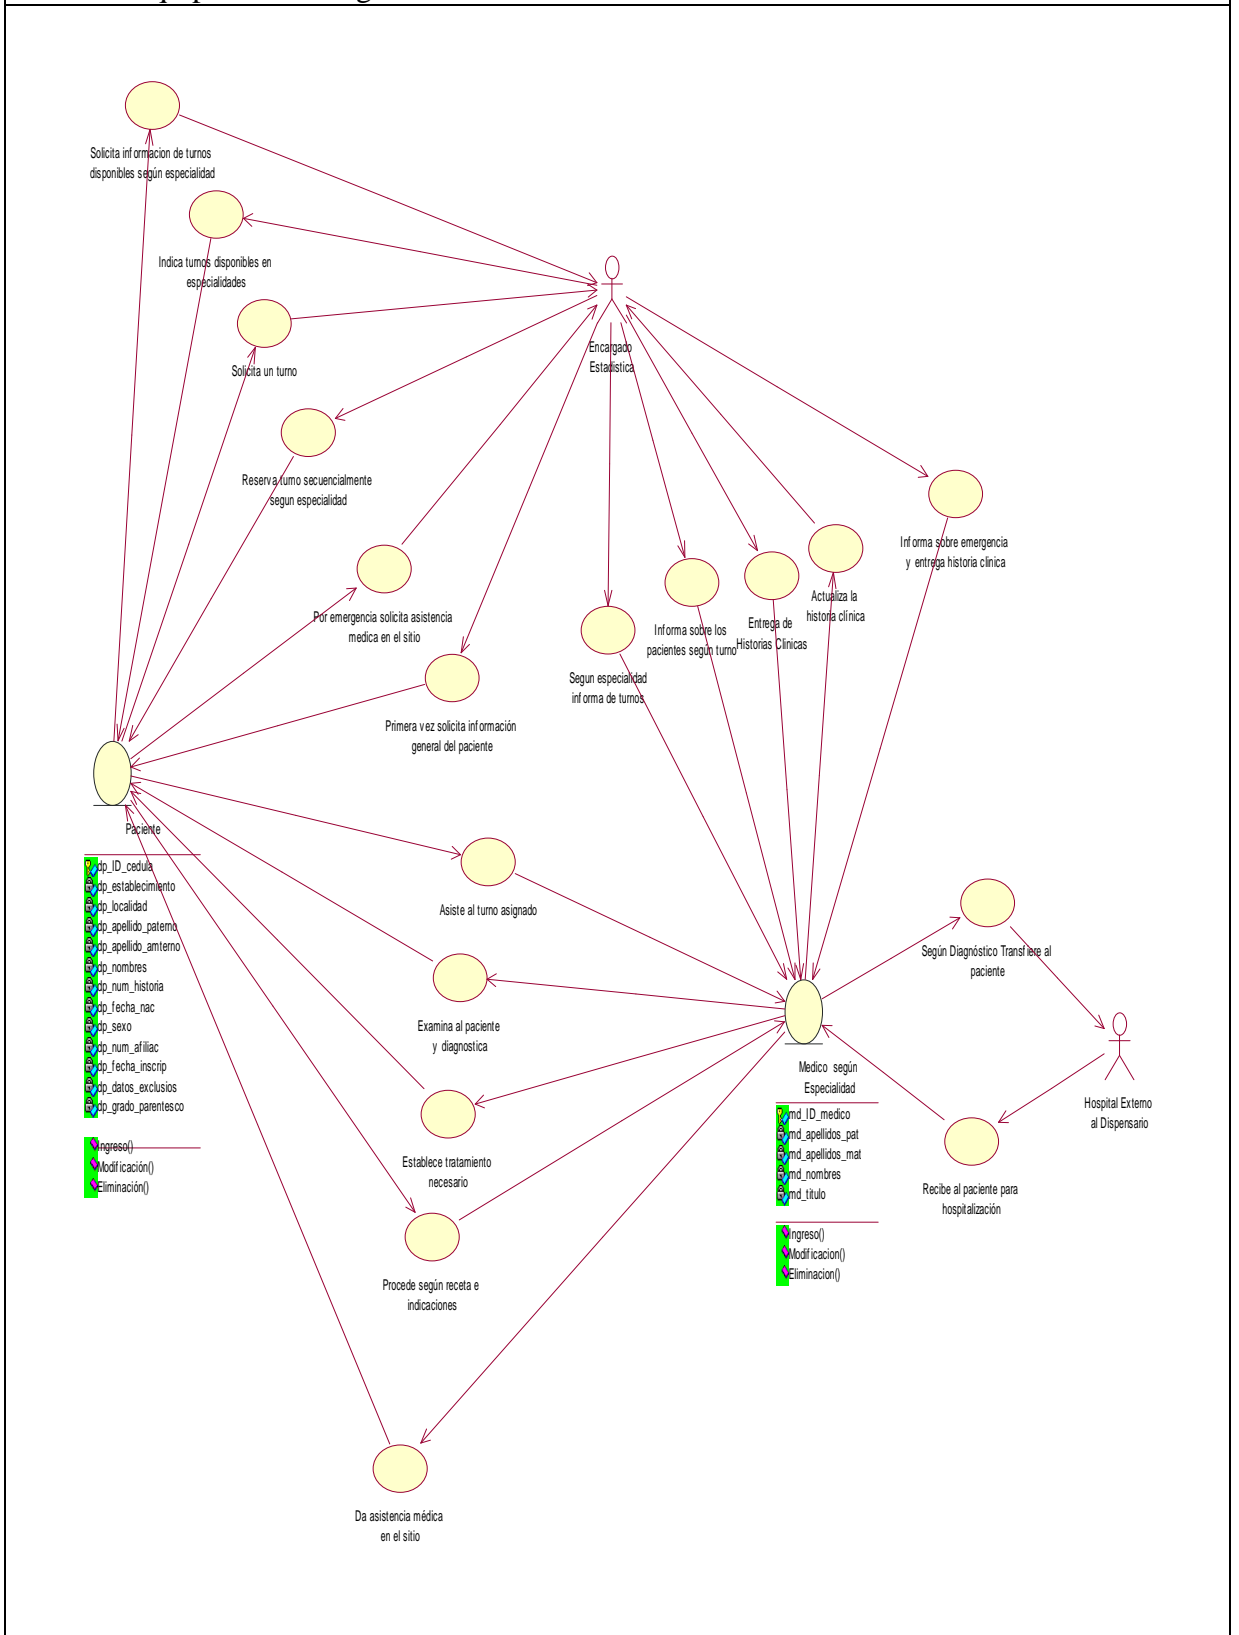 Solicita informacion de turnos
disponibles según especialidad
Indica turnos disponibles en
especialidades
Solicita un turno
Reserva turno secuencialmente
segun especialidad
Encargado
Estadistica
Por emergencia solicita asistencia
medica en el sitio
Primera vez solicita información
general del paciente
Segun especialidad
informa de turnos
Informa sobre los
pacientes según turno
Entrega de
Historias Clinicas
Actualiza la
historia clínica
Informa sobre emergencia
y entrega historia clinica
Paciente
dp_ID_cedula
dp_establecimiento
dp_localidad
dp_apellido_paterno
dp_apellido_amterno
dp_nombres
dp_num_historia
dp_fecha_nac
dp_sexo
dp_num_afiliac
dp_fecha_inscrip
dp_datos_exclusios
dp_grado_parentesco
Ingreso()
Modificación()
Eliminación()
Asiste al turno asignado
Examina al paciente
y diagnostica
Establece tratamiento
necesario
Procede según receta e
indicaciones
Da asistencia médica
en el sitio
Medico según
Especialidad
md_ID_medico
md_apellidos_pat
md_apellidos_mat
md_nombres
md_titulo
Ingreso()
Modificacion()
Eliminacion()
Según Diagnóstico Transfiere al
paciente
Hospital Externo
al Dispensario
Recibe al paciente para
hospitalización